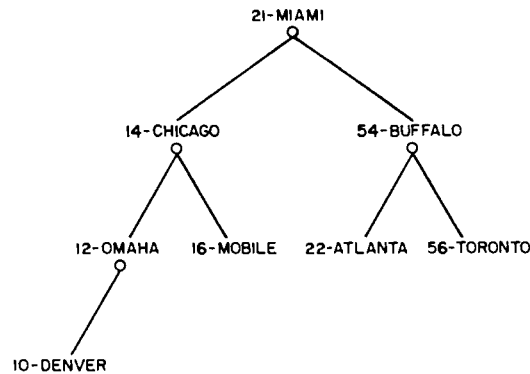 21-MIAMI
14-CHICAGO
54-BUFFALO
12-OMAHA
16-MOBILE
22-ATLANTA
56-TORONTO
10-DENVER